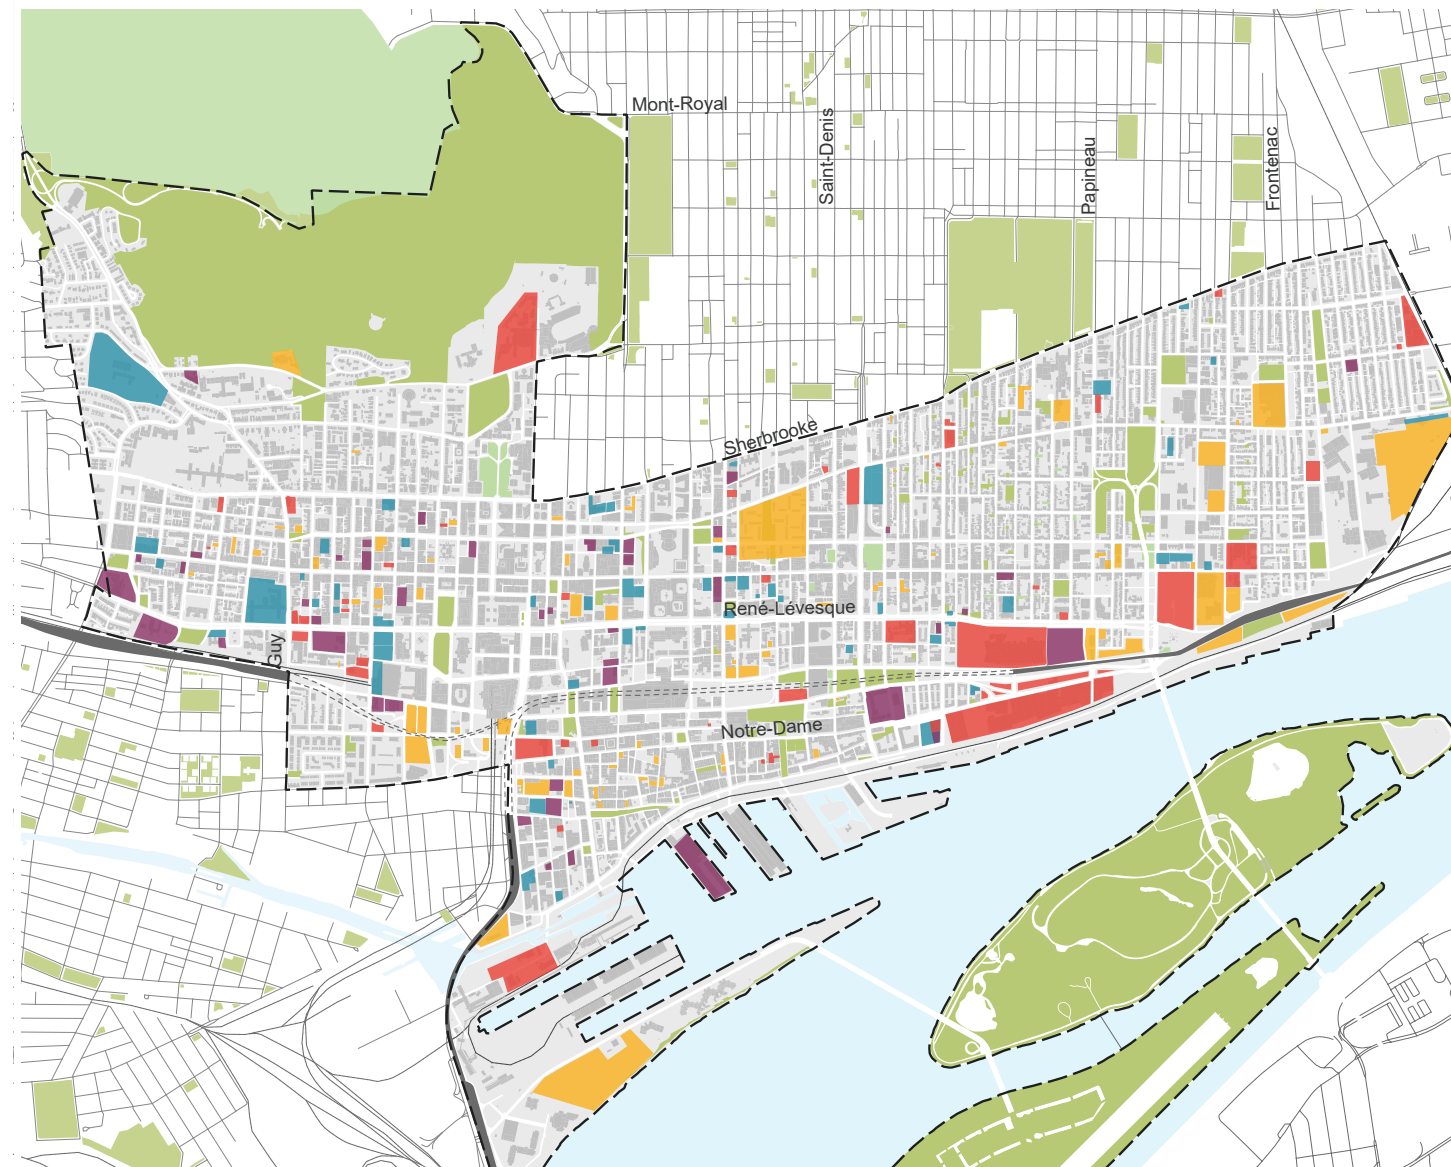 Mont-Royal
Saint-Denis
Papineau
Frontenac
Sherbrooke
René-Lévesque
Guy
Notre-Dame